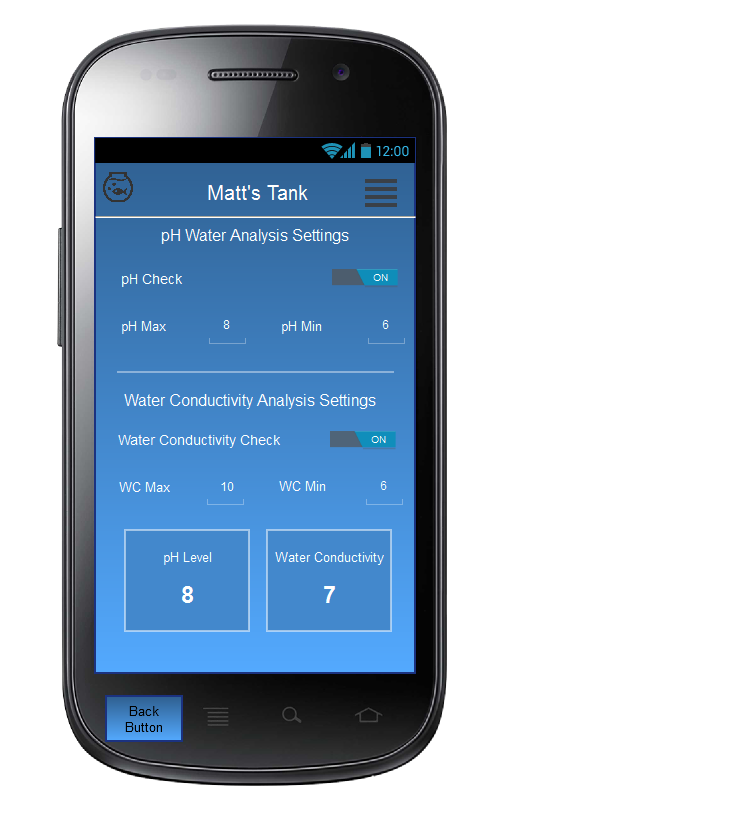 12:00
Matt's Tank
pH Water Analysis Settings
pH Check ON
pH Max 8 pH Min 6
Water Conductivity Analysis Settings
Water Conductivity Check ON
WC Max 10 WC Min 6
pH Level Water Conductivity
8 7
Back
Button